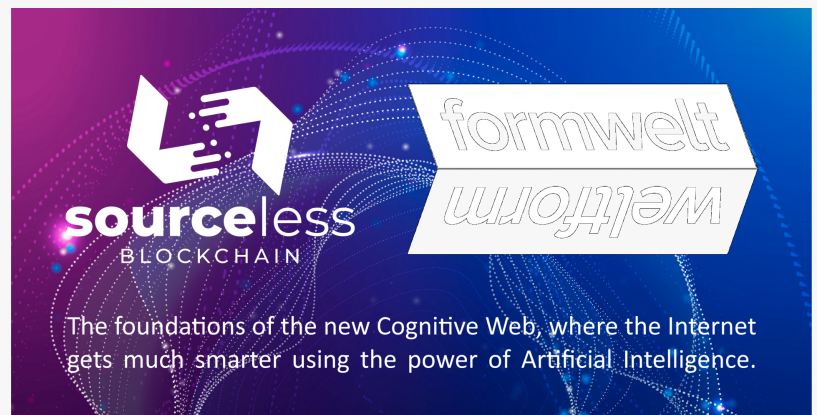 sourceless
BLOCKCHAIN
formwelt
weltform
The foundations of the new Cognitive Web, where the Internet
gets much smarter using the power of Artificial Intelligence.